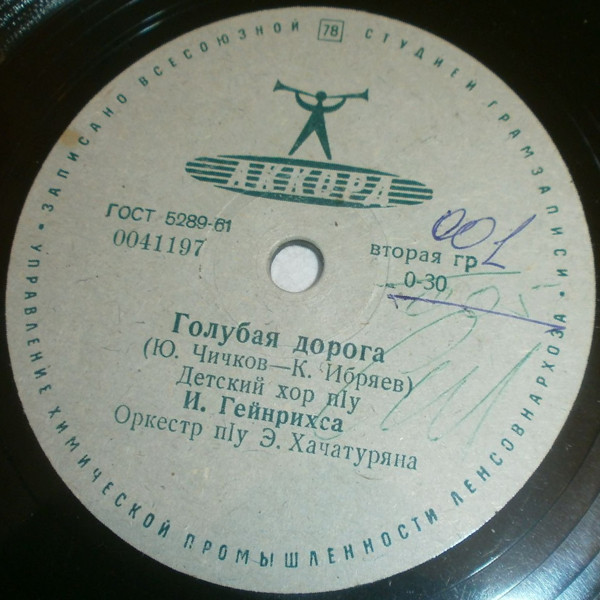 ЗАПИСАНО ВСЕСОЮЗНОЙ 78 СТУДИЕЙ ГРАМЗАПИСИ
УПРАВЛЕНИЕ ХИМИЧЕСКОЙ ПРОМЫШЛЕННОСТИ ЛЕНСОВНАРХОЗА
АККОРД
ГОСТ 5289-61
0041197
вторая гр
0-30
001
Голубая дорога
(Ю. Чичков—К. Ибряев)
Детский хор п/у
И. Гейнрихса
Оркестр п/у Э. Хачатуряна